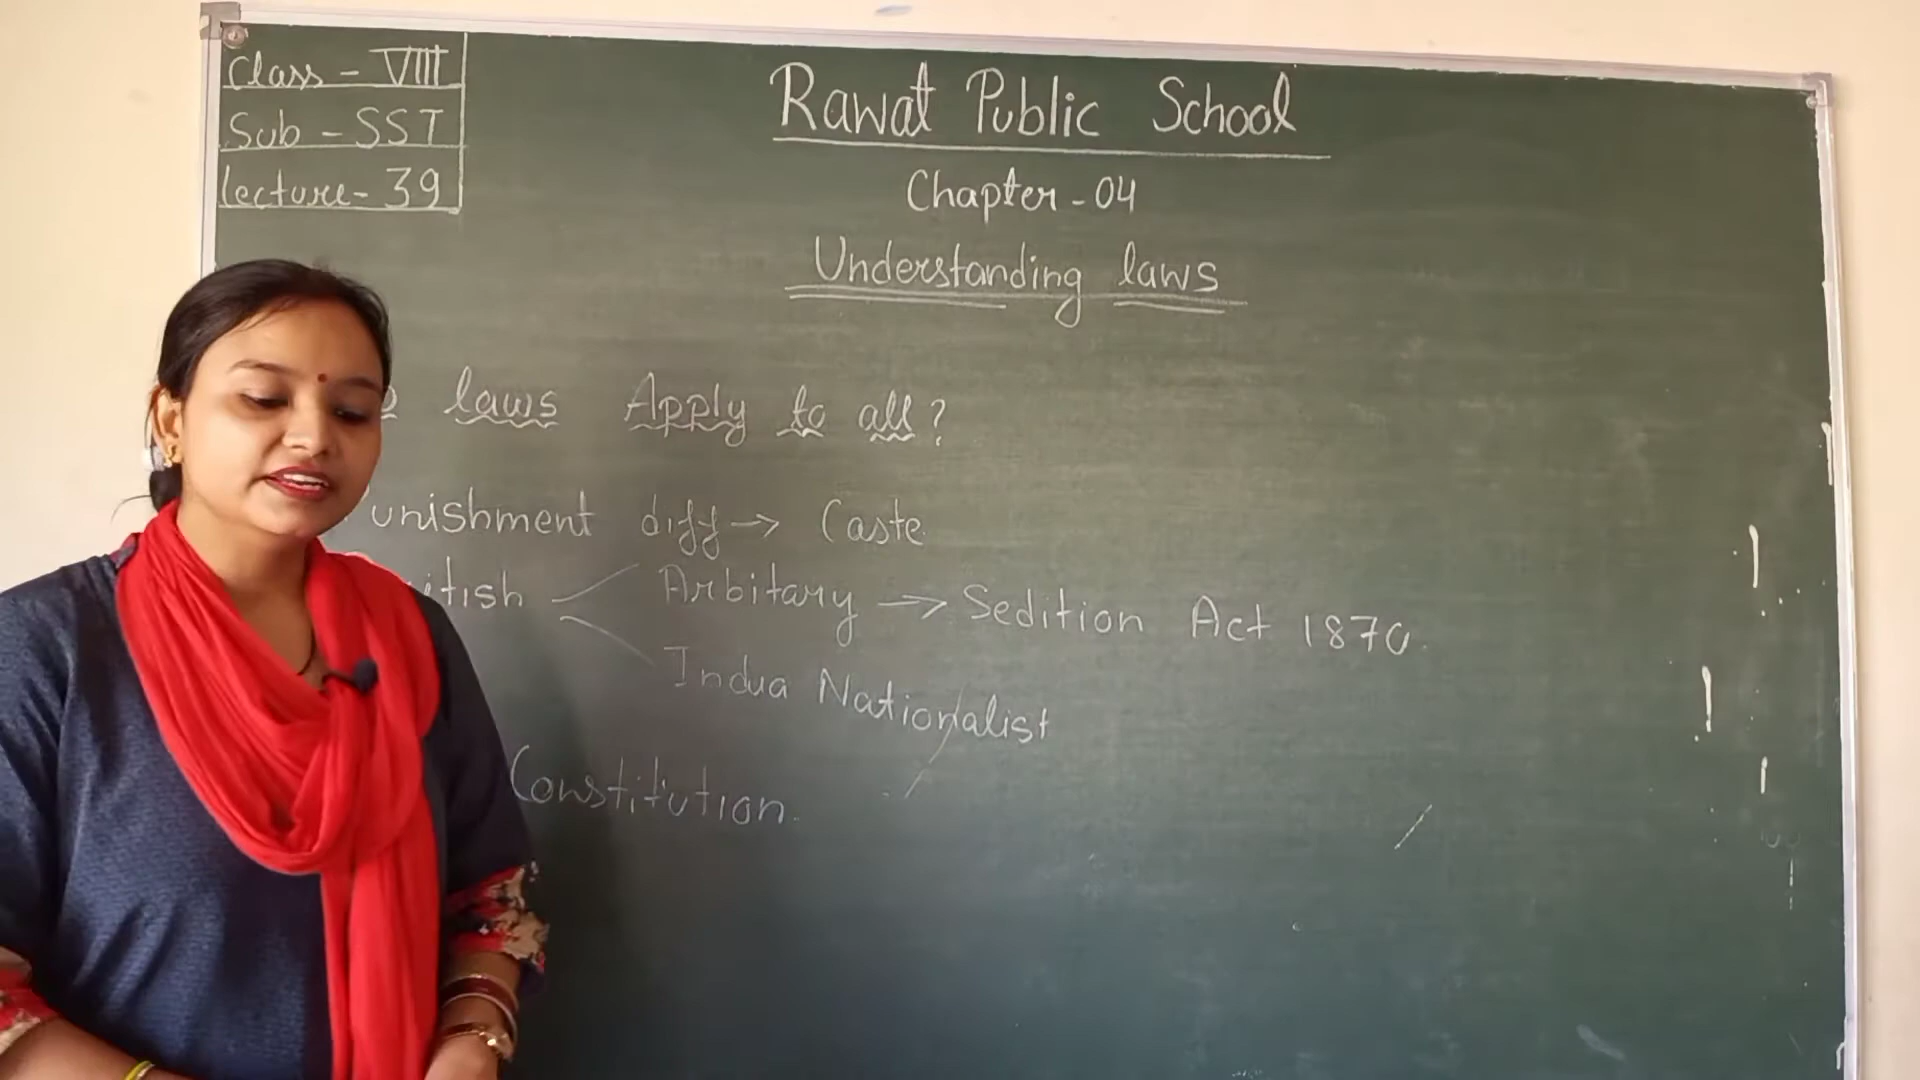 Class - VIII
Sub - SST
Lecture - 39
Rawat Public School
Chapter - 04
Understanding laws
laws Apply to all?
unishment diff → Caste
itish Arbitary → Sedition Act 1870.
India Nationalist
Constitution.